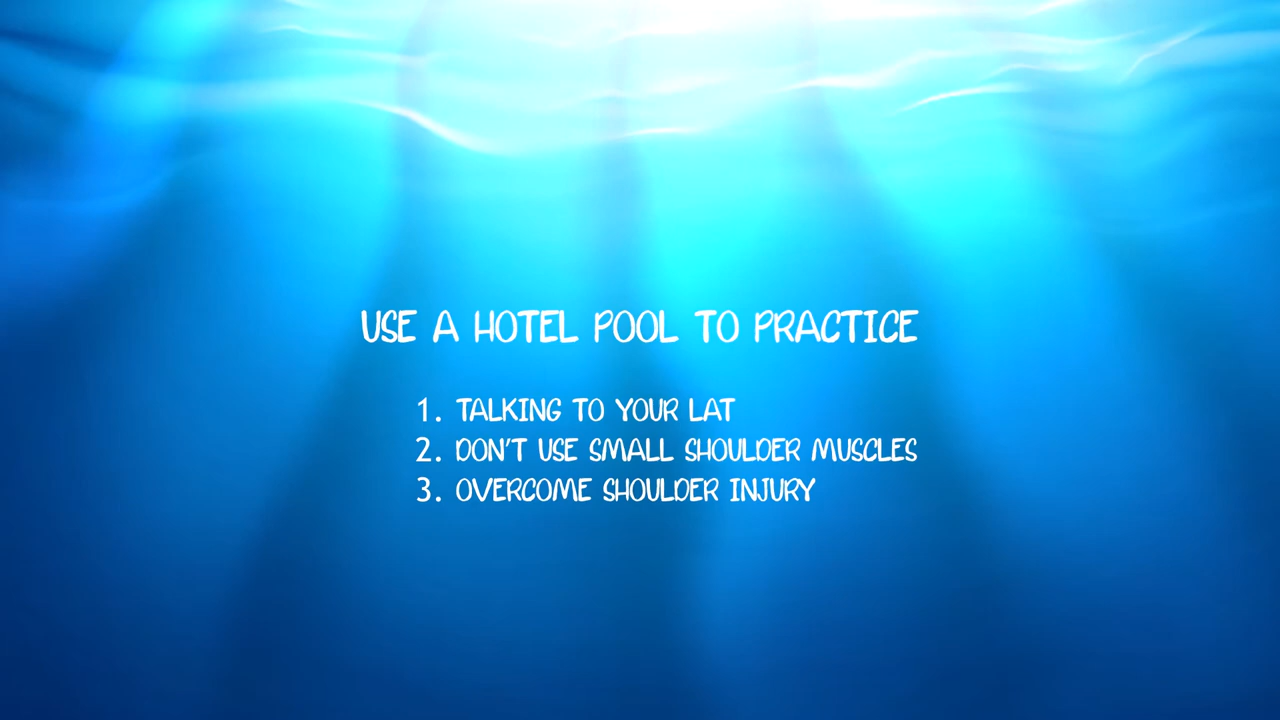 USE A HOTEL POOL TO PRACTICE
1. TALKING TO YOUR LAT
2. DON'T USE SMALL SHOULDER MUSCLES
3. OVERCOME SHOULDER INJURY